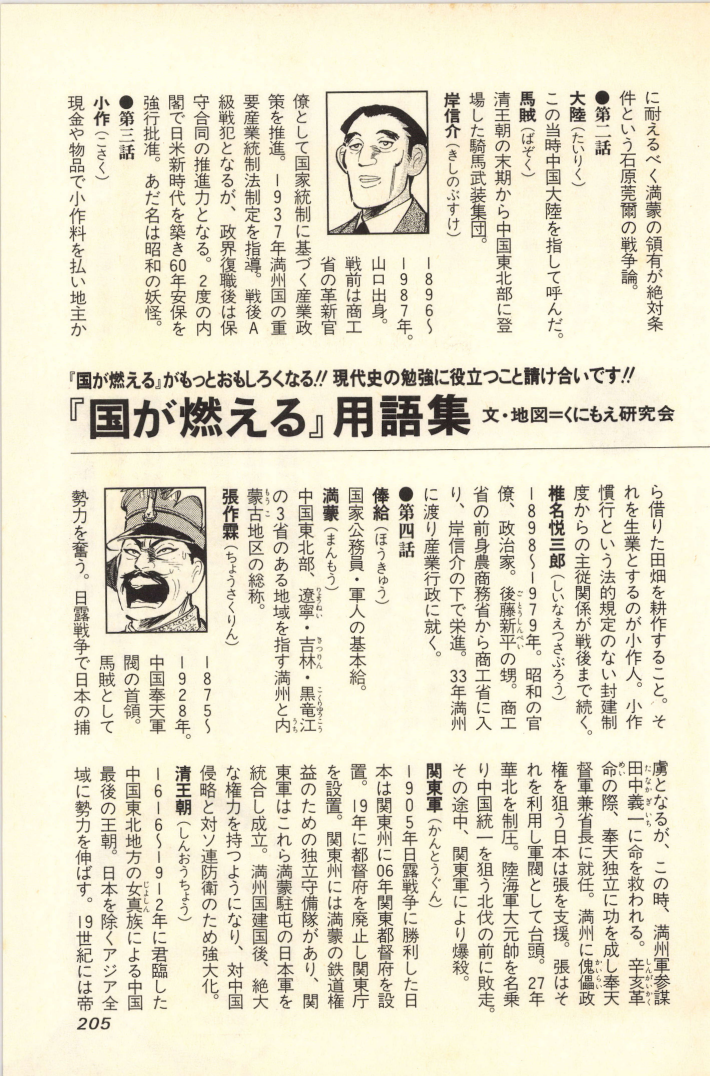 に耐えるべく満蒙の領有が絶対条
件という石原莞爾の戦争論。
●第二話
大陸（たいりく）
この当時中国大陸を指して呼んだ。
馬賊（ばぞく）
清王朝の末期から中国東北部に登
場した騎馬武装集団。
岸信介（きしのぶすけ）
1896〜
1987年。
山口出身。
戦前は商工
省の革新官
僚として国家統制に基づく産業政
策を推進。1937年満州国の重
要産業統制法制定を指導。戦後A
級戦犯となるが、政界復職後は保
守合同の推進力となる。2度の内
閣で日米新時代を築き60年安保を
強行批准。あだ名は昭和の妖怪。
●第三話
小作（こさく）
現金や物品で小作料を払い地主か
『国が燃える』がもっとおもしろくなる!! 現代史の勉強に役立つこと請け合いです!!
『国が燃える』用語集 文・地図=くにもえ研究会
ら借りた田畑を耕作すること。そ
れを生業とするのが小作人。小作
慣行という法的規定のない封建制
度からの主従関係が戦後まで続く。
椎名悦三郎（しいなえつさぶろう）
1898〜1979年。昭和の官
僚、政治家。後藤新平の甥。商工
省の前身農商務省から商工省に入
り、岸信介の下で栄進。33年満州
に渡り産業行政に就く。
●第四話
俸給（ほうきゅう）
国家公務員・軍人の基本給。
満蒙（まんもう）
中国東北部、遼寧・吉林・黒竜江
の3省のある地域を指す満州と内
蒙古地区の総称。
張作霖（ちょうさくりん）
1875〜
1928年。
中国奉天軍
閥の首領。
馬賊として
勢力を奮う。日露戦争で日本の捕
虜となるが、この時、満州軍参謀
田中義一に命を救われる。辛亥革
命の際、奉天独立に功を成し奉天
督軍兼省長に就任。満州に傀儡政
権を狙う日本は張を支援。張はそ
れを利用し軍閥として台頭。27年
華北を制圧。陸海軍大元帥を名乗
り中国統一を狙う北伐の前に敗走。
その途中、関東軍により爆殺。
関東軍（かんとうぐん）
1905年日露戦争に勝利した日
本は関東州に06年関東都督府を設
置。19年に都督府を廃止し関東庁
を設置。関東州には満蒙の鉄道権
益のための独立守備隊があり、関
東軍はこれら満蒙駐屯の日本軍を
統合し成立。満州国建国後、絶大
な権力を持つようになり、対中国
侵略と対ソ連防衛のため強大化。
清王朝（しんおうちょう）
1616〜1912年に君臨した
中国東北地方の女真族による中国
最後の王朝。日本を除くアジア全
域に勢力を伸ばす。19世紀には帝
205